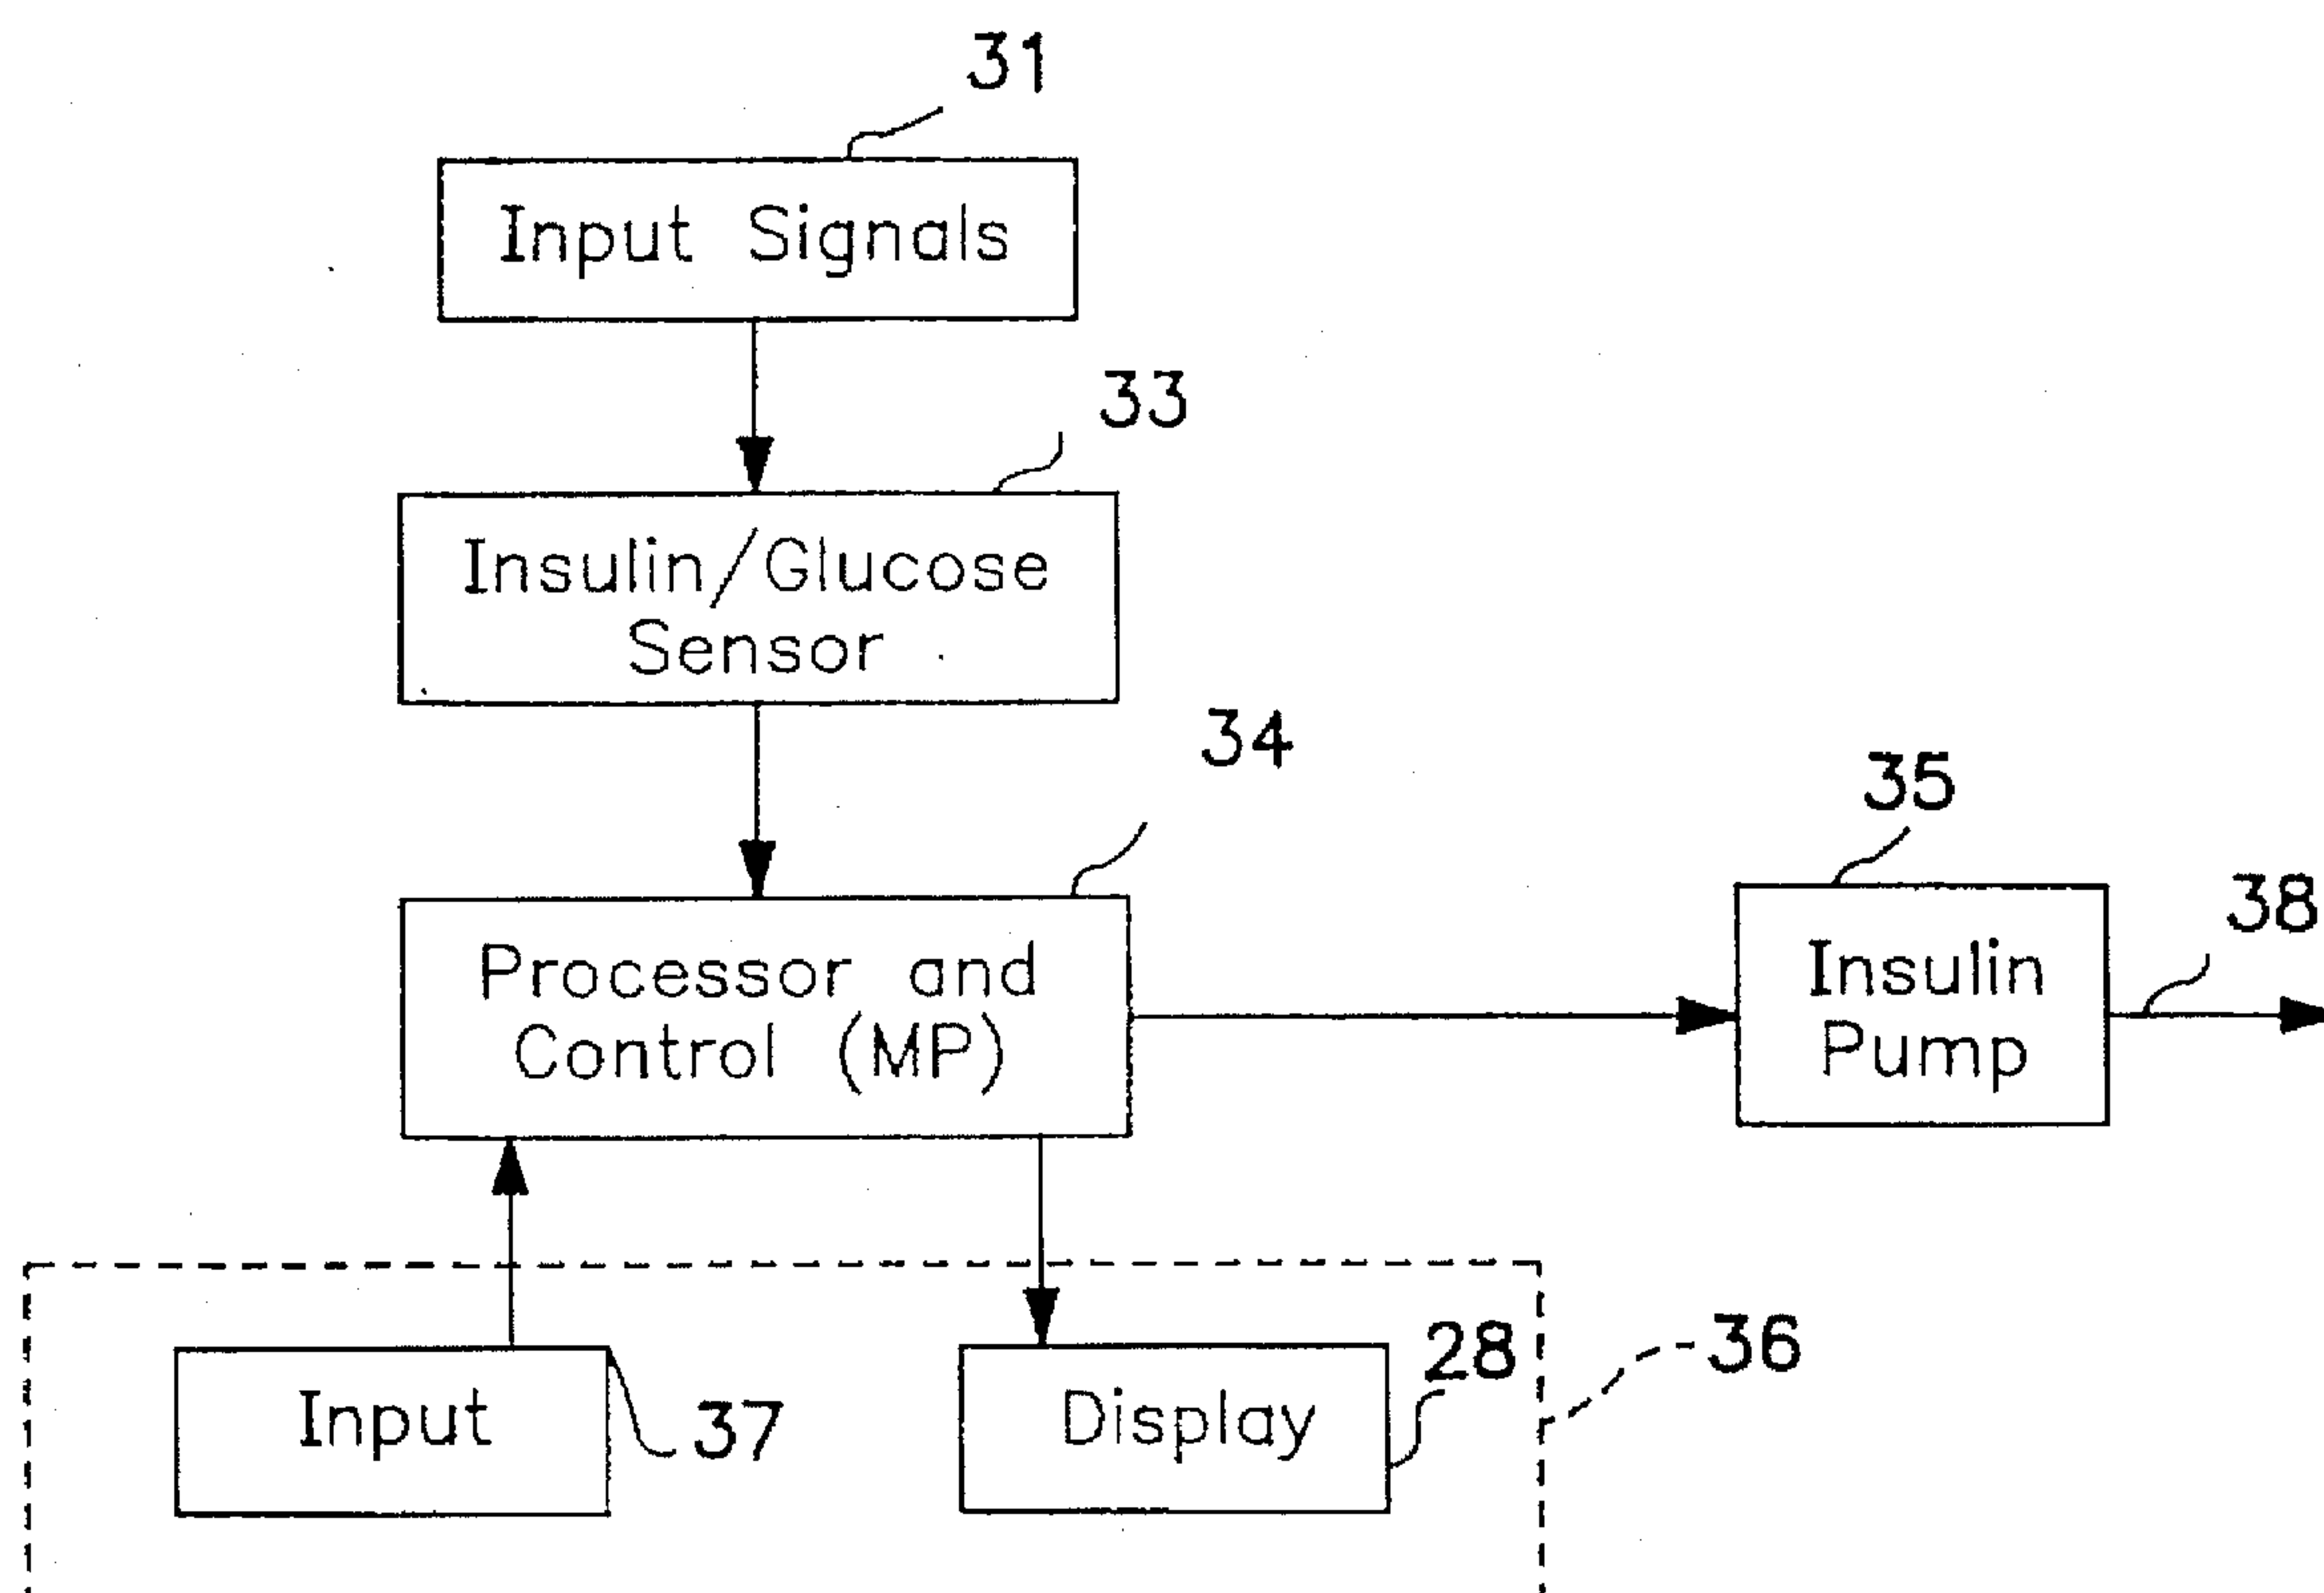 31
Input Signals
33
Insulin/Glucose
Sensor
34
35
38
Processor and
Control (MP)
Insulin
Pump
36
28
Input
37
Display